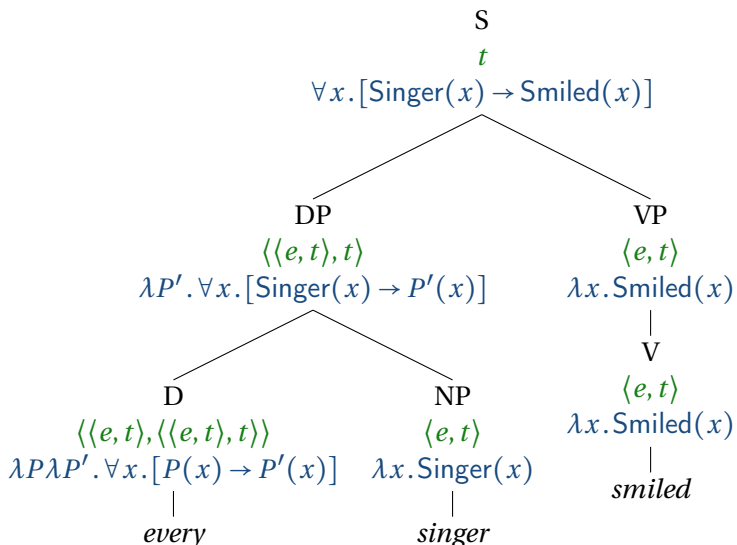 S
t
∀x.[Singer(x) → Smiled(x)]
DP VP
⟨⟨e, t⟩, t⟩ ⟨e, t⟩
λP′.∀x.[Singer(x) → P′(x)] λx.Smiled(x)
V
D NP ⟨e, t⟩
⟨⟨e, t⟩,⟨⟨e, t⟩, t⟩⟩ ⟨e, t⟩ λx.Smiled(x)
λPλP′.∀x.[P(x) → P′(x)] λx.Singer(x)
smiled
every singer